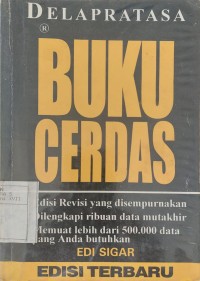 DELAPRATASA
®
BUKU
CERDAS
Edisi Revisi yang disempurnakan
Dilengkapi ribuan data mutakhir
Memuat lebih dari 500.000 data
yang Anda butuhkan
EDI SIGAR
EDISI TERBARU